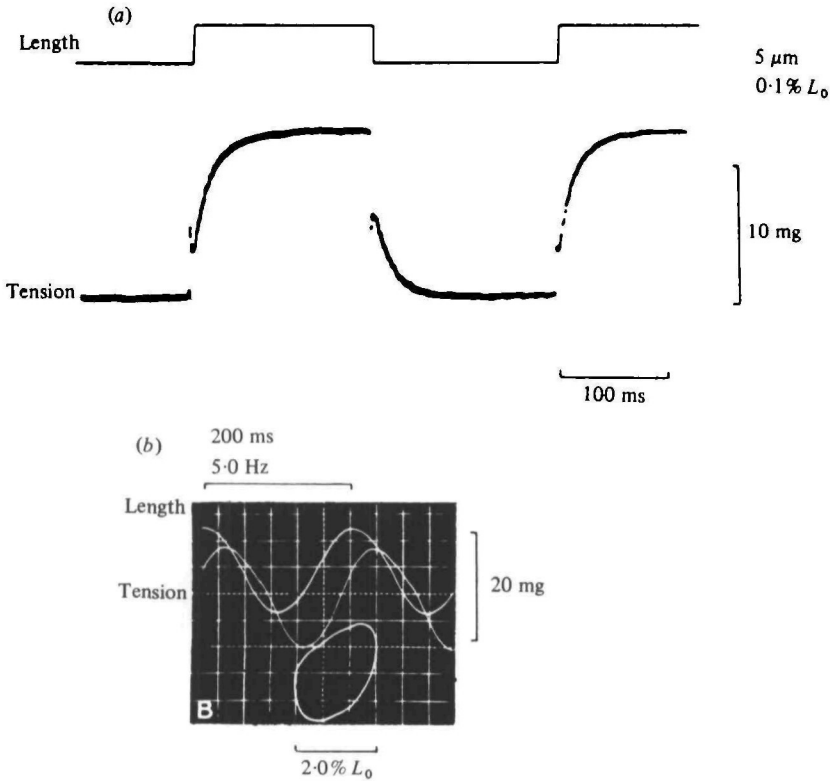 (a)
Length
5 μm
0·1% L₀
10 mg
Tension
100 ms
(b)
200 ms
5·0 Hz
Length
Tension
20 mg
B
2·0% L₀